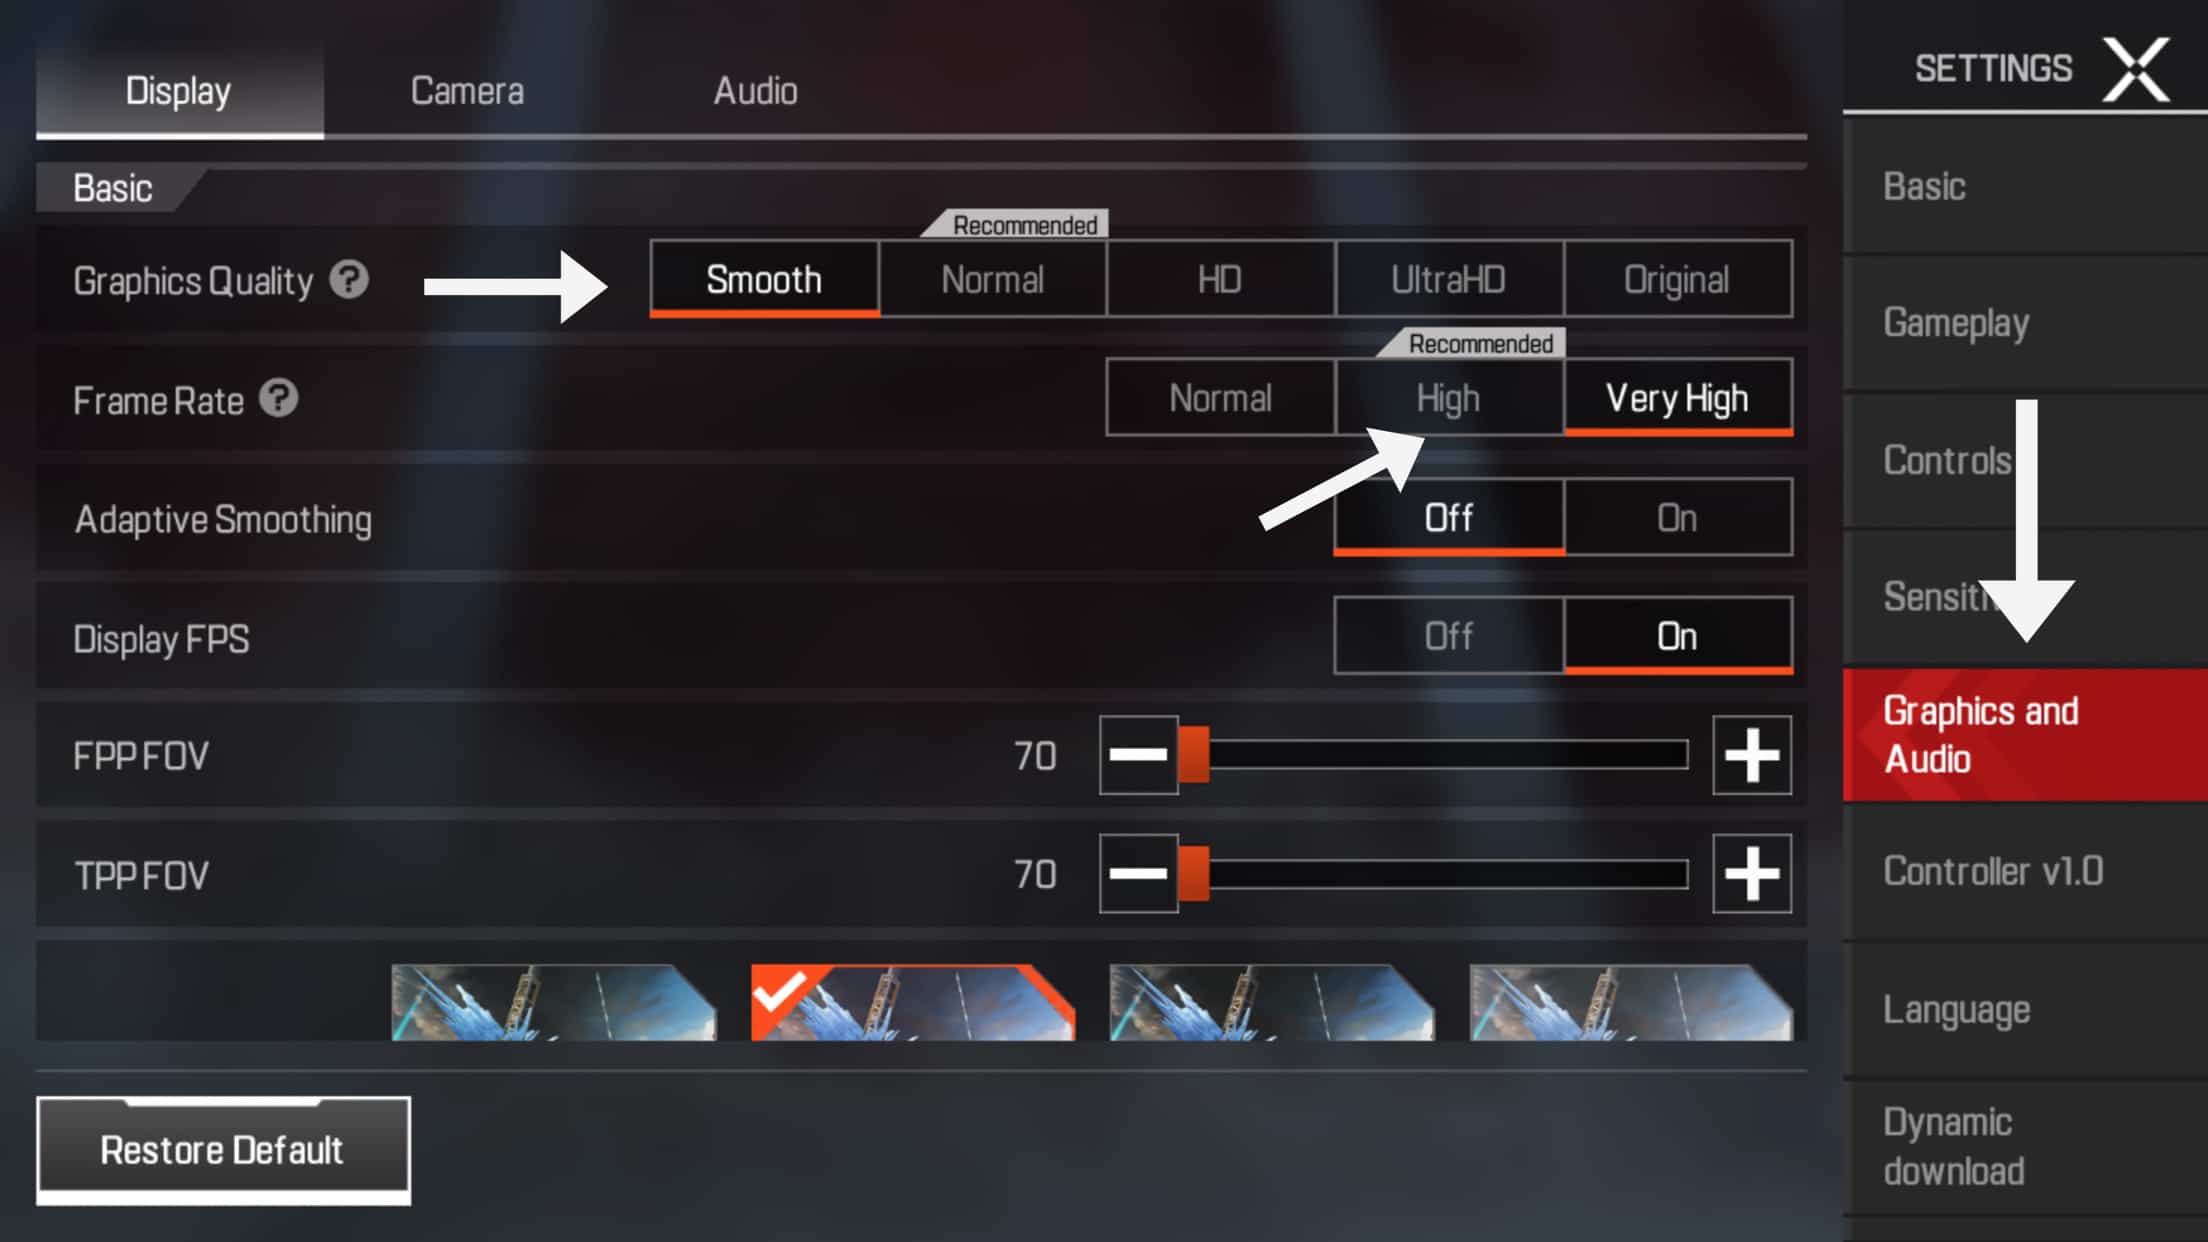 Display Camera Audio
SETTINGS
Basic
Recommended
Graphics Quality ? Smooth Normal HD UltraHD Original
Recommended
Frame Rate ? Normal High Very High
Adaptive Smoothing Off On
Display FPS Off On
FPP FOV 70
TPP FOV 70
Restore Default
Basic
Gameplay
Controls
Graphics and
Audio
Controller v1.0
Language
Dynamic
download